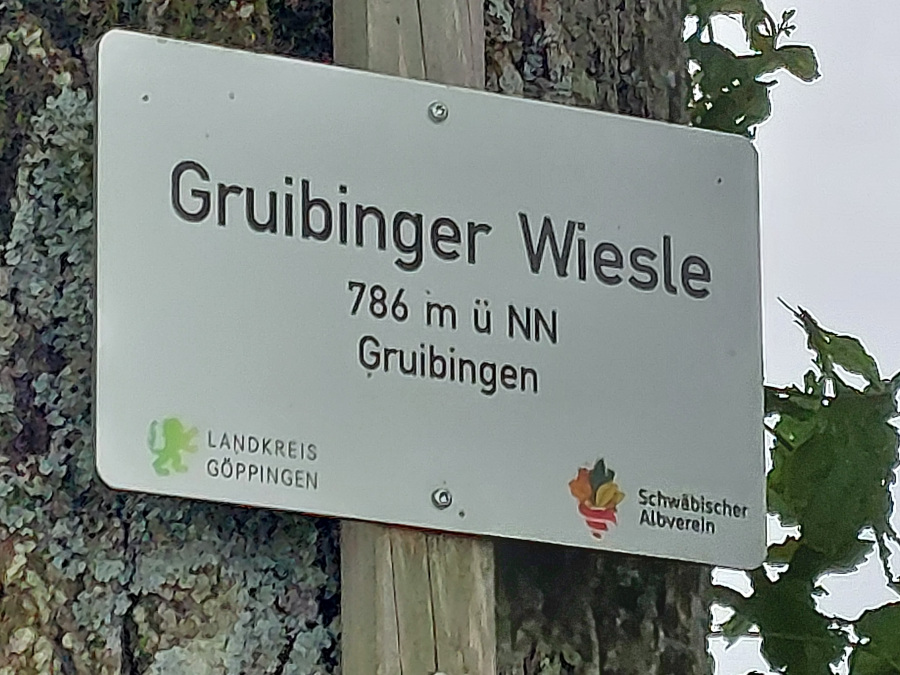 Gruibinger Wiesle
786 m ü NN
Gruibingen
LANDKREIS
GÖPPINGEN
Schwäbischer
Albverein